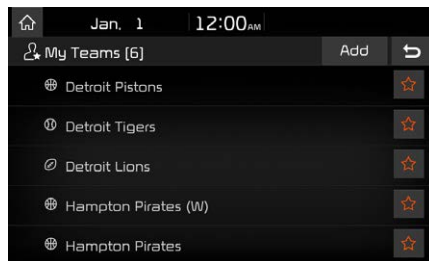 Jan. 1 12:00AM
My Teams [6] Add
Detroit Pistons
Detroit Tigers
Detroit Lions
Hampton Pirates (W)
Hampton Pirates